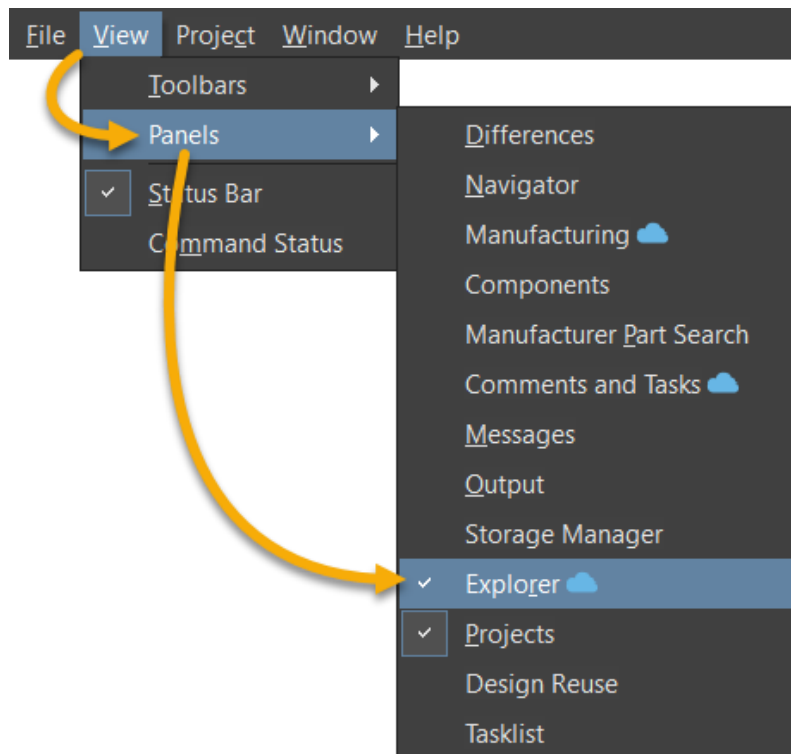 File View Project Window Help
Toolbars
Panels
Status Bar
Command Status
Differences
Navigator
Manufacturing
Components
Manufacturer Part Search
Comments and Tasks
Messages
Output
Storage Manager
Explorer
Projects
Design Reuse
Tasklist